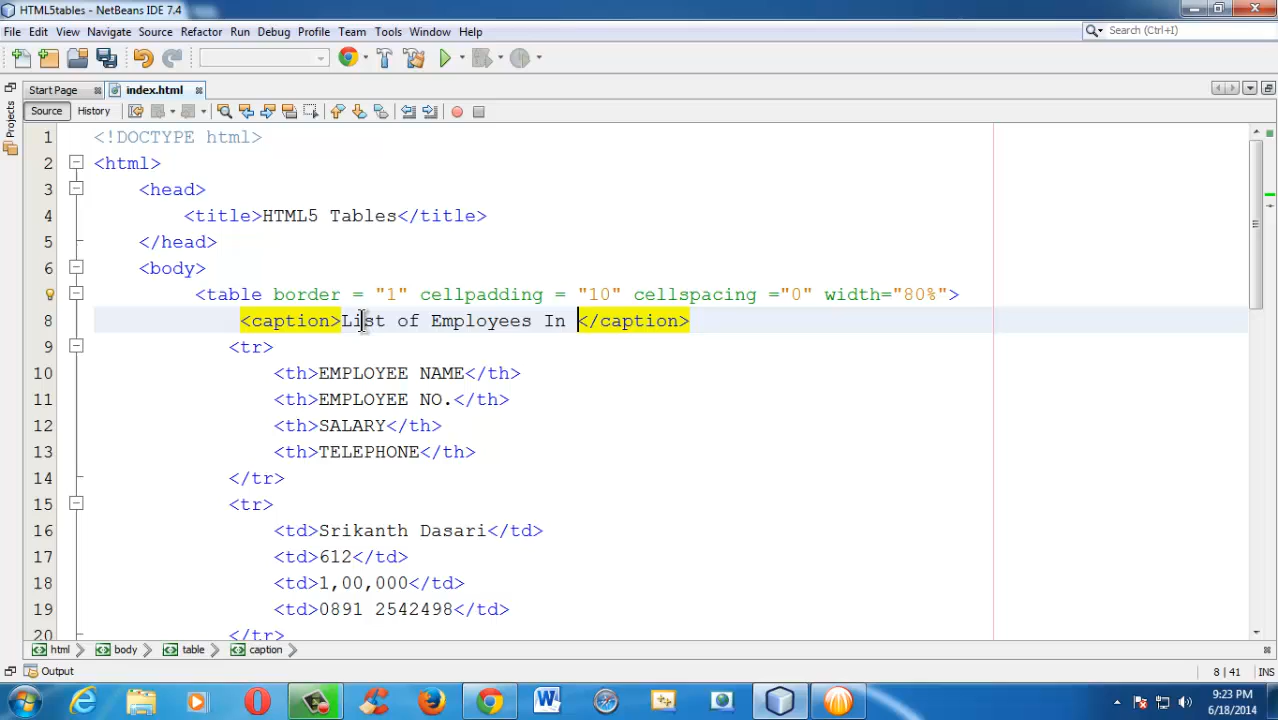 HTML5tables - NetBeans IDE 7.4
File Edit View Navigate Source Refactor Run Debug Profile Team Tools Window Help
Search (Ctrl+I)
Start Page
index.html
Source History
Projects
1 <!DOCTYPE html>
2 <html>
3 <head>
4 <title>HTML5 Tables</title>
5 </head>
6 <body>
<table border = "1" cellpadding = "10" cellspacing ="0" width="80%">
8 <caption>List of Employees In </caption>
9 <tr>
10 <th>EMPLOYEE NAME</th>
11 <th>EMPLOYEE NO.</th>
12 <th>SALARY</th>
13 <th>TELEPHONE</th>
14 </tr>
15 <tr>
16 <td>Srikanth Dasari</td>
17 <td>612</td>
18 <td>1,00,000</td>
19 <td>0891 2542498</td>
20 </tr>
html body table caption
Output
8 | 41 INS
9:23 PM
6/18/2014